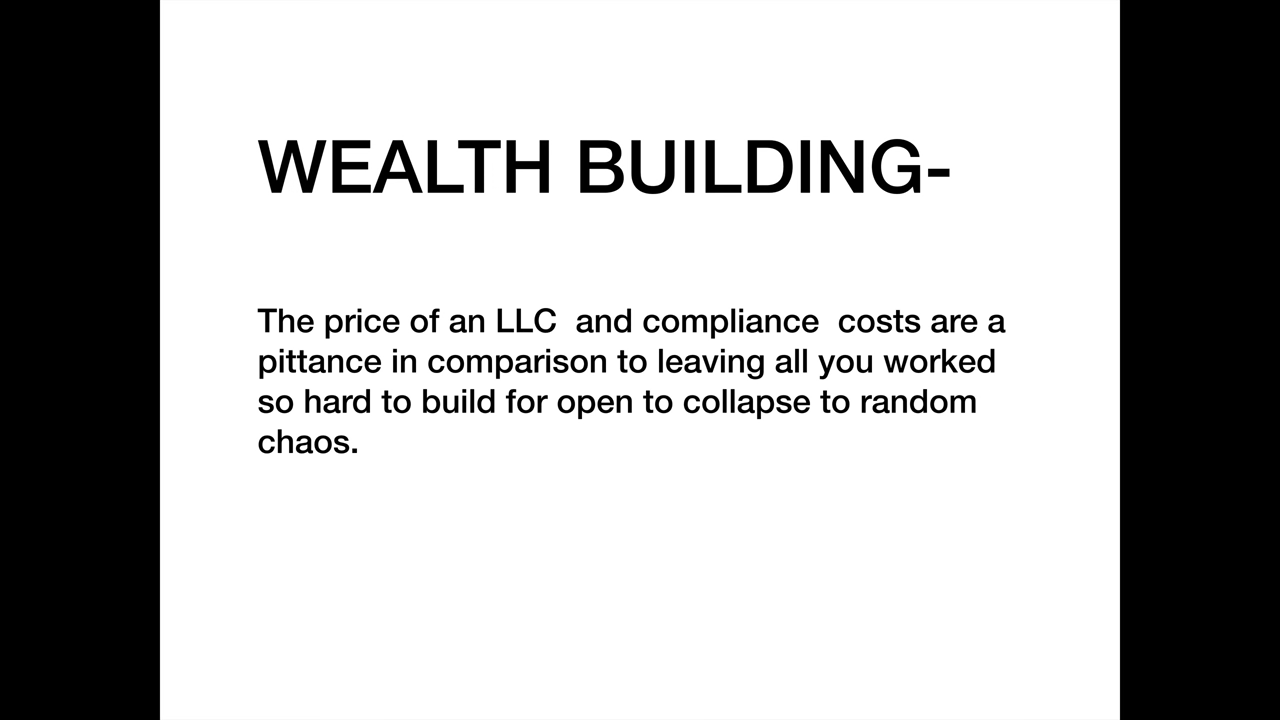 WEALTH BUILDING-
The price of an LLC  and compliance  costs are a
pittance in comparison to leaving all you worked
so hard to build for open to collapse to random
chaos.